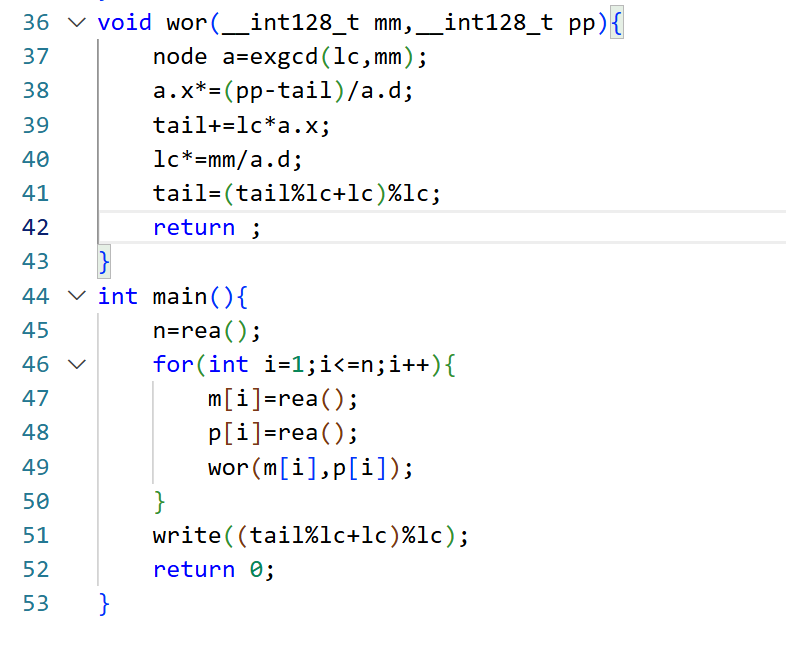 36 void wor(__int128_t mm,__int128_t pp){
37 node a=exgcd(lc,mm);
38 a.x*=(pp-tail)/a.d;
39 tail+=lc*a.x;
40 lc*=mm/a.d;
41 tail=(tail%lc+lc)%lc;
42 return ;
43 }
44 int main(){
45 n=rea();
46 for(int i=1;i<=n;i++){
47 m[i]=rea();
48 p[i]=rea();
49 wor(m[i],p[i]);
50 }
51 write((tail%lc+lc)%lc);
52 return 0;
53 }